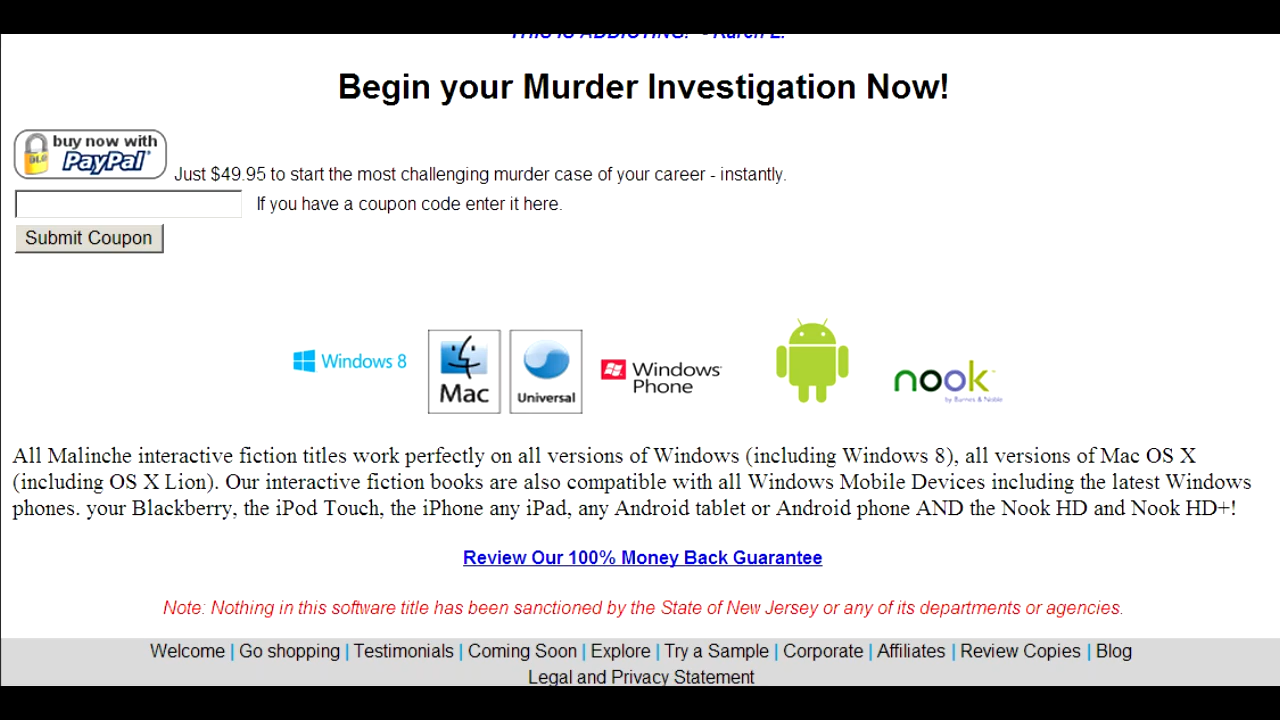 THIS IS ADDICTING! - Karen L.
Begin your Murder Investigation Now!
buy now with
PayPal
Just $49.95 to start the most challenging murder case of your career - instantly.
If you have a coupon code enter it here.
Submit Coupon
Windows 8
Mac
Universal
Windows
Phone
nook
by Barnes & Noble
All Malinche interactive fiction titles work perfectly on all versions of Windows (including Windows 8), all versions of Mac OS X
(including OS X Lion). Our interactive fiction books are also compatible with all Windows Mobile Devices including the latest Windows
phones. your Blackberry, the iPod Touch, the iPhone any iPad, any Android tablet or Android phone AND the Nook HD and Nook HD+!
Review Our 100% Money Back Guarantee
Note: Nothing in this software title has been sanctioned by the State of New Jersey or any of its departments or agencies.
Welcome | Go shopping | Testimonials | Coming Soon | Explore | Try a Sample | Corporate | Affiliates | Review Copies | Blog
Legal and Privacy Statement